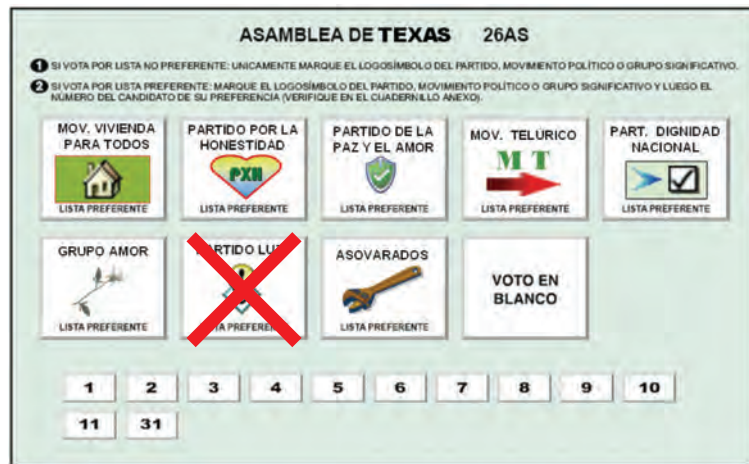 ASAMBLEA DE TEXAS 26AS
1 SI VOTA POR LISTA NO PREFERENTE: UNICAMENTE MARQUE EL LOGOSÍMBOLO DEL PARTIDO, MOVIMIENTO POLÍTICO O GRUPO SIGNIFICATIVO.
2 SI VOTA POR LISTA PREFERENTE: MARQUE EL LOGOSÍMBOLO DEL PARTIDO, MOVIMIENTO POLÍTICO O GRUPO SIGNIFICATIVO Y LUEGO EL
NÚMERO DEL CANDIDATO DE SU PREFERENCIA (VERIFIQUE EN EL CUADERNILLO ANEXO).
MOV. VIVIENDA
PARA TODOS
LISTA PREFERENTE
PARTIDO POR LA
HONESTIDAD
PXH
LISTA PREFERENTE
PARTIDO DE LA
PAZ Y EL AMOR
LISTA PREFERENTE
MOV. TELÚRICO
M T
LISTA PREFERENTE
PART. DIGNIDAD
NACIONAL
LISTA PREFERENTE
GRUPO AMOR
LISTA PREFERENTE
PARTIDO
LISTA PREFERENTE
ASOVARADOS
LISTA PREFERENTE
VOTO EN
BLANCO
1 2 3 4 5 6 7 8 9 10
11 31